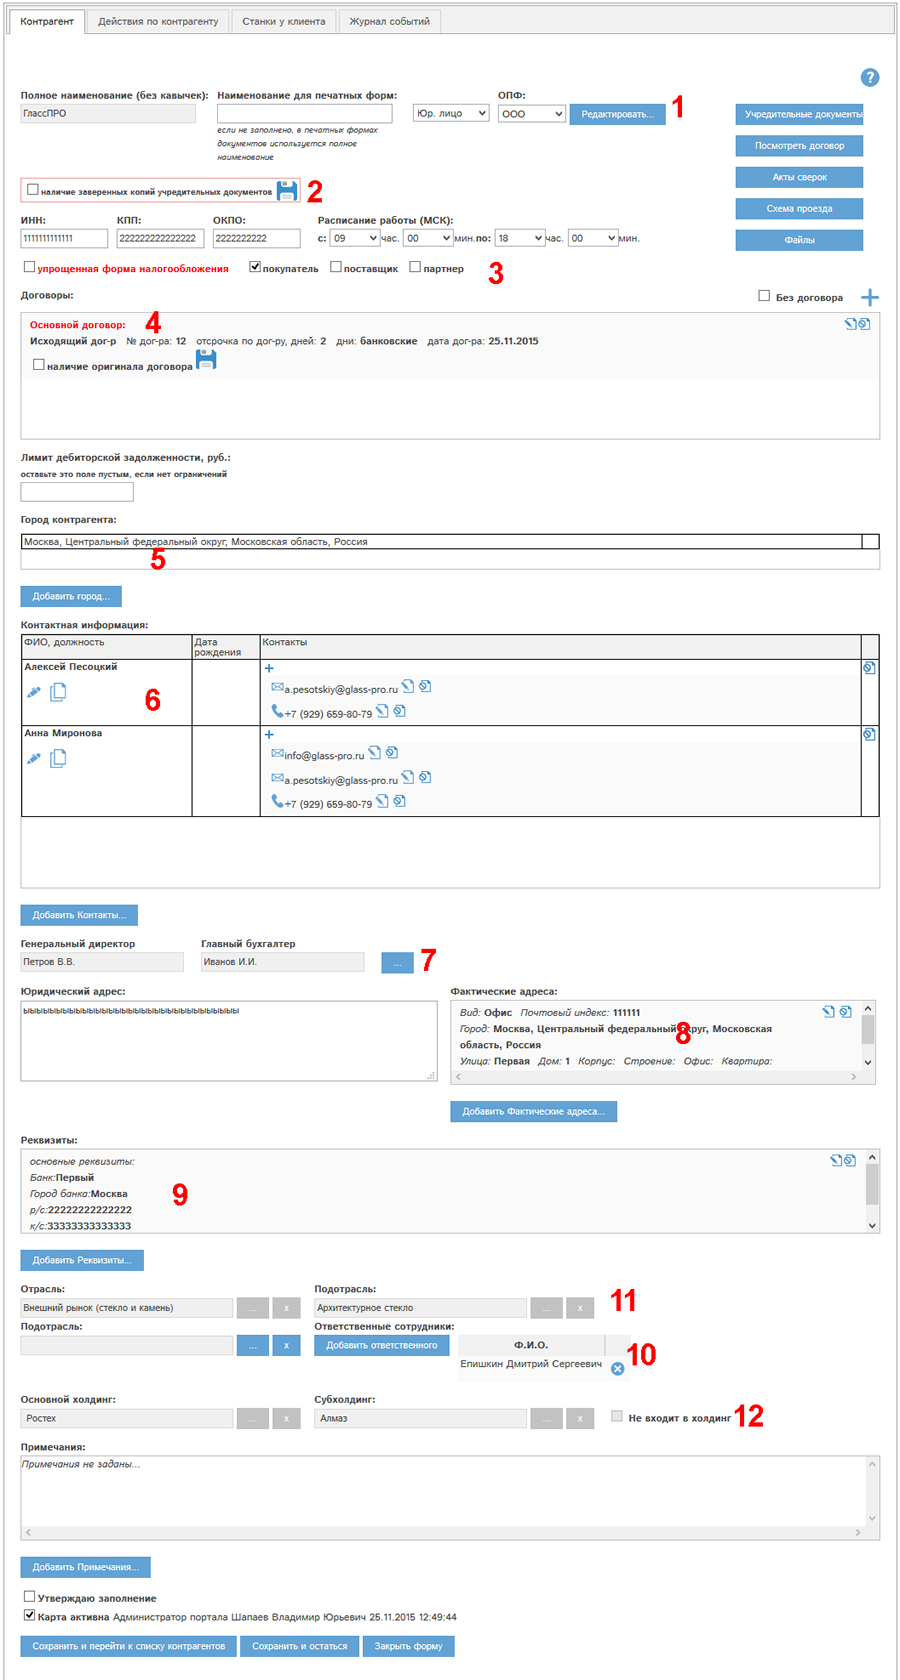 Контрагент Действия по контрагенту Станки у клиента Журнал событий
?
Полное наименование (без кавычек): Наименование для печатных форм: ОПФ:
ГлассПРО Юр. лицо ООО Редактировать... 1 Учредительные документы
если не заполнено, в печатных формах
документов используется полное
наименование
Посмотреть договор
Акты сверок
наличие заверенных копий учредительных документов 2
Схема проезда
ИНН: КПП: ОКПО: Расписание работы (МСК):
1111111111111 222222222222222 2222222222 с: 09 час. 00 мин.по: 18 час. 00 мин.
Файлы
упрощенная форма налогообложения покупатель поставщик партнер 3
Договоры: Без договора
Основной договор: 4
Исходящий дог-р № дог-ра: 12 отсрочка по дог-ру, дней: 2 дни: банковские дата дог-ра: 25.11.2015
наличие оригинала договора
Лимит дебиторской задолженности, руб.:
оставьте это поле пустым, если нет ограничений
Город контрагента:
Москва, Центральный федеральный округ, Московская область, Россия
5
Добавить город...
Контактная информация:
ФИО, должность Дата рождения Контакты
Алексей Песоцкий
6
a.pesotskiy@glass-pro.ru
+7 (929) 659-80-79
Анна Миронова
info@glass-pro.ru
a.pesotskiy@glass-pro.ru
+7 (929) 659-80-79
Добавить Контакты...
Генеральный директор Главный бухгалтер
Петров В.В. Иванов И.И. ... 7
Юридический адрес: Фактические адреса:
ыыыыыыыыыыыыыыыыыыыыыыыыыыы
Вид: Офис Почтовый индекс: 111111
Город: Москва, Центральный федеральный округ, Московская
область, Россия
8
Улица: Первая Дом: 1 Корпус: Строение: Офис: Квартира:
Добавить Фактические адреса...
Реквизиты:
основные реквизиты:
Банк:Первый
Город банка:Москва
9
р/с:22222222222222
к/с:33333333333333
Добавить Реквизиты...
Отрасль: Подотрасль:
Внешний рынок (стекло и камень) ... x Архитектурное стекло ... x 11
Подотрасль: Ответственные сотрудники:
... x Добавить ответственного Ф.И.О.
10
Епишкин Дмитрий Сергеевич
Основной холдинг: Субхолдинг:
Ростех ... x Алмаз ... x Не входит в холдинг 12
Примечания:
Примечания не заданы...
Добавить Примечания...
Утверждаю заполнение
Карта активна Администратор портала Шапаев Владимир Юрьевич 25.11.2015 12:49:44
Сохранить и перейти к списку контрагентов Сохранить и остаться Закрыть форму